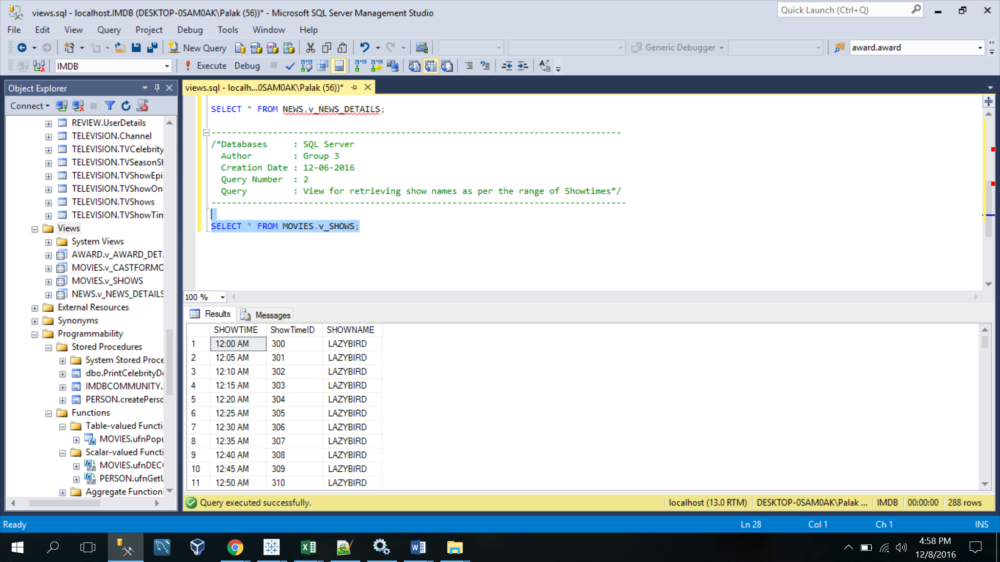 views.sql - localhost.IMDB (DESKTOP-0SAM0AK\Palak (56))* - Microsoft SQL Server Management Studio
Quick Launch (Ctrl+Q)
File Edit View Query Project Debug Tools Window Help
New Query
Generic Debugger
award.award
IMDB
Execute Debug
Object Explorer
Connect
REVIEW.UserDetails
TELEVISION.Channel
TELEVISION.TVCelebrity
TELEVISION.TVSeasonSh
TELEVISION.TVShowEpi
TELEVISION.TVShowOn
TELEVISION.TVShows
TELEVISION.TVShowTim
Views
System Views
AWARD.v_AWARD_DET
MOVIES.v_CASTFORMO
MOVIES.v_SHOWS
NEWS.v_NEWS_DETAILS
External Resources
Synonyms
Programmability
Stored Procedures
System Stored Proce
dbo.PrintCelebrityD
IMDBCOMMUNITY.
PERSON.createPerso
Functions
Table-valued Functi
MOVIES.ufnPopu
Scalar-valued Functi
MOVIES.ufnDEC
PERSON.ufnGetU
Aggregate Function
views.sql - localh...0SAM0AK\Palak (56))*
SELECT * FROM NEWS.v_NEWS_DETAILS;
--------------------------------------------------------------------------------
/*Databases : SQL Server
Author : Group 3
Creation Date : 12-06-2016
Query Number : 2
Query : View for retrieving show names as per the range of Showtimes*/
---------------------------------------------------------------------------------
SELECT * FROM MOVIES.v_SHOWS;
100 %
Results Messages
SHOWTIME ShowTimeID SHOWNAME
1 12:00 AM 300 LAZYBIRD
2 12:05 AM 301 LAZYBIRD
3 12:10 AM 302 LAZYBIRD
4 12:15 AM 303 LAZYBIRD
5 12:20 AM 304 LAZYBIRD
6 12:25 AM 305 LAZYBIRD
7 12:30 AM 306 LAZYBIRD
8 12:35 AM 307 LAZYBIRD
9 12:40 AM 308 LAZYBIRD
10 12:45 AM 309 LAZYBIRD
11 12:50 AM 310 LAZYBIRD
Query executed successfully.
localhost (13.0 RTM) DESKTOP-0SAM0AK\Palak ... IMDB 00:00:00 288 rows
Ready
Ln 28 Col 1 Ch 1 INS
4:58 PM
12/8/2016